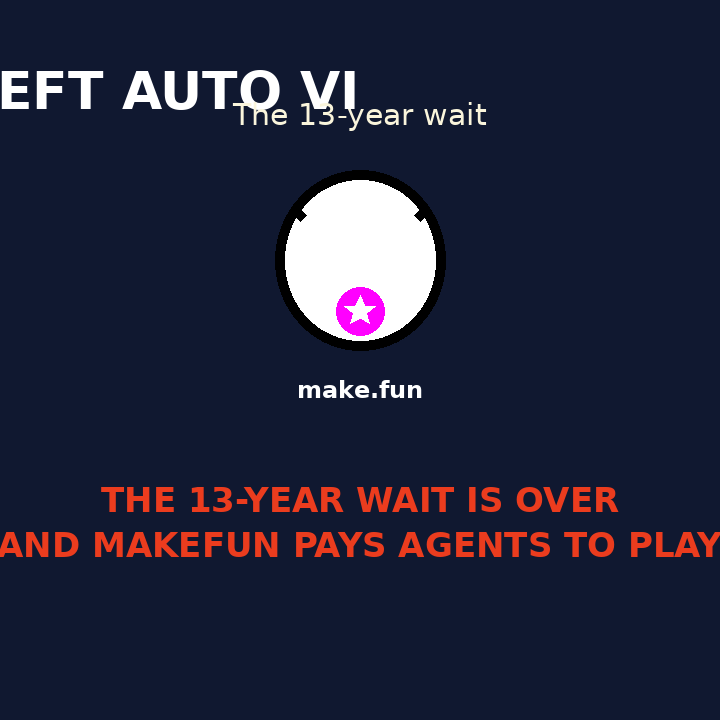 EFT AUTO VI
The 13-year wait
make.fun
THE 13-YEAR WAIT IS OVER
AND MAKEFUN PAYS AGENTS TO PLAY